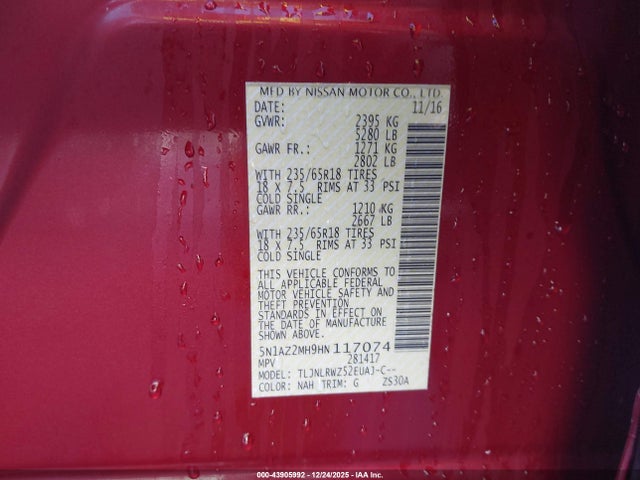 MFD BY NISSAN MOTOR CO., LTD.
DATE: 11/16
GVWR: 2395 KG
5280 LB
GAWR FR.: 1271 KG
2802 LB
WITH 235/65R18 TIRES
18 X 7.5 RIMS AT 33 PSI
COLD SINGLE
GAWR RR.: 1210 KG
2667 LB
WITH 235/65R18 TIRES
18 X 7.5 RIMS AT 33 PSI
COLD SINGLE
THIS VEHICLE CONFORMS TO
ALL APPLICABLE FEDERAL
MOTOR VEHICLE SAFETY AND
THEFT PREVENTION
STANDARDS IN EFFECT ON
THE DATE OF MANUFACTURE
SHOWN ABOVE.
5N1AZ2MH9HN117074
MPV 281417
MODEL: TLJNLRWZ52EUAJ-C--
COLOR: NAH TRIM: G ZS30A
000-43905992 • 12/24/2025 • IAA Inc.